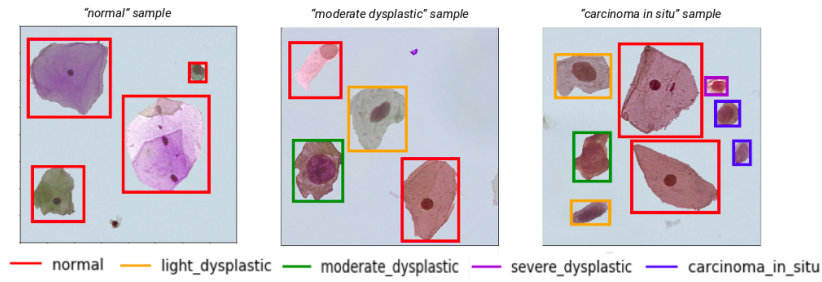 “normal” sample
“moderate dysplastic” sample
“carcinoma in situ” sample
normal
light_dysplastic
moderate_dysplastic
severe_dysplastic
carcinoma_in_situ